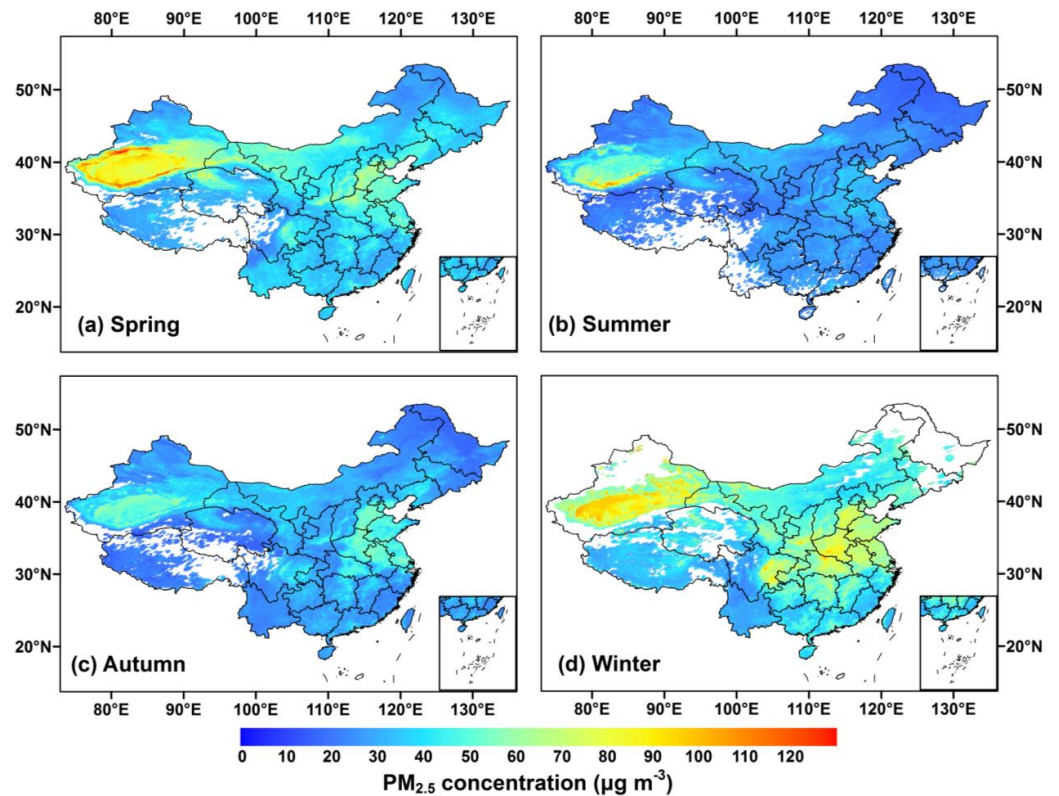 80°E 90°E 100°E 110°E 120°E 130°E 80°E 90°E 100°E 110°E 120°E 130°E
50°N 50°N
40°N 40°N
30°N 30°N
20°N 20°N
(a) Spring (b) Summer
50°N 50°N
40°N 40°N
30°N 30°N
20°N 20°N
(c) Autumn (d) Winter
80°E 90°E 100°E 110°E 120°E 130°E 80°E 90°E 100°E 110°E 120°E 130°E
0 10 20 30 40 50 60 70 80 90 100 110 120
PM2.5 concentration (µg m⁻³)